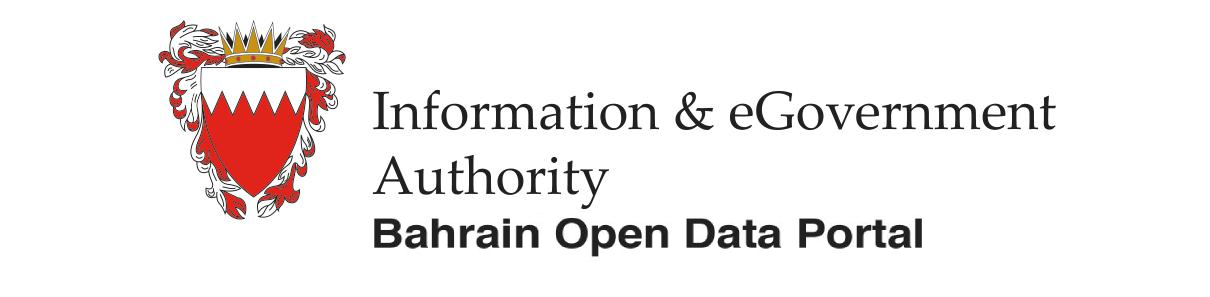 Information & eGovernment
Authority
Bahrain Open Data Portal